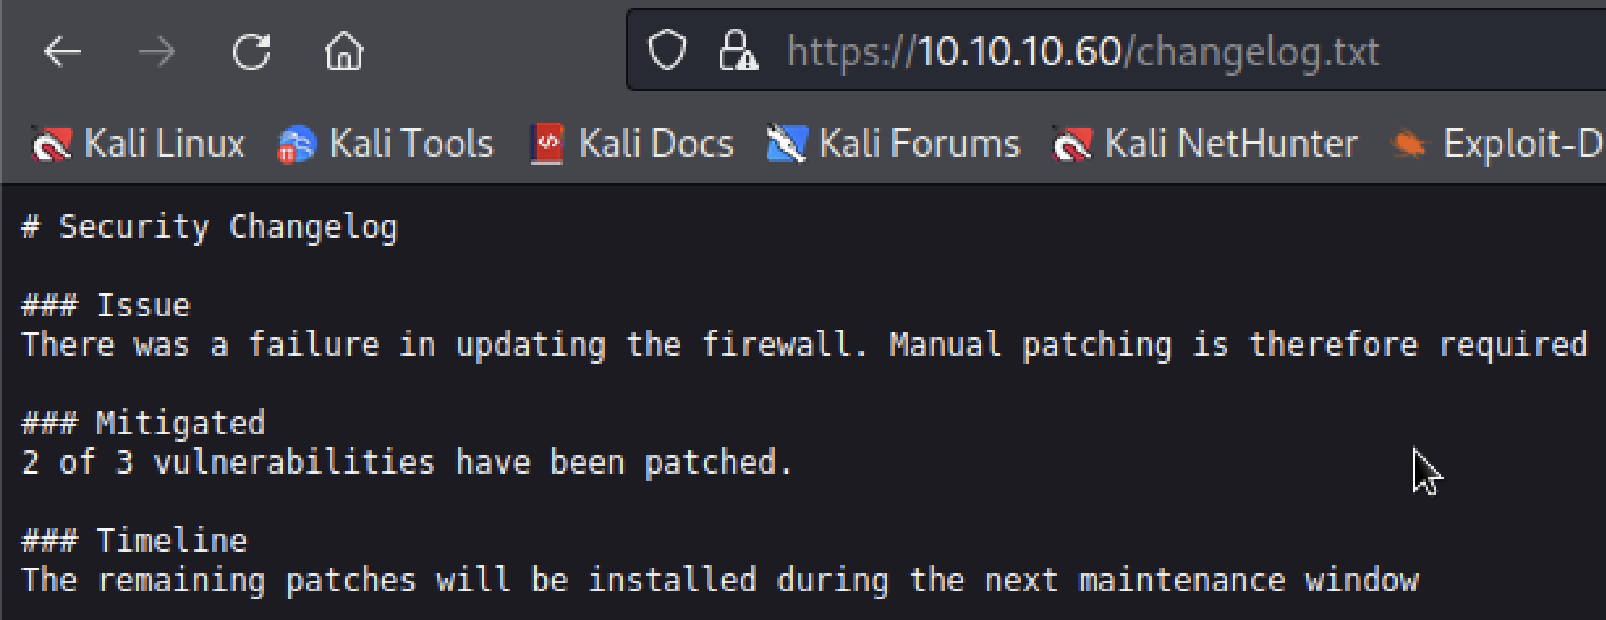 https://10.10.10.60/changelog.txt
Kali Linux Kali Tools Kali Docs Kali Forums Kali NetHunter Exploit-D
# Security Changelog
### Issue
There was a failure in updating the firewall. Manual patching is therefore required
### Mitigated
2 of 3 vulnerabilities have been patched.
### Timeline
The remaining patches will be installed during the next maintenance window